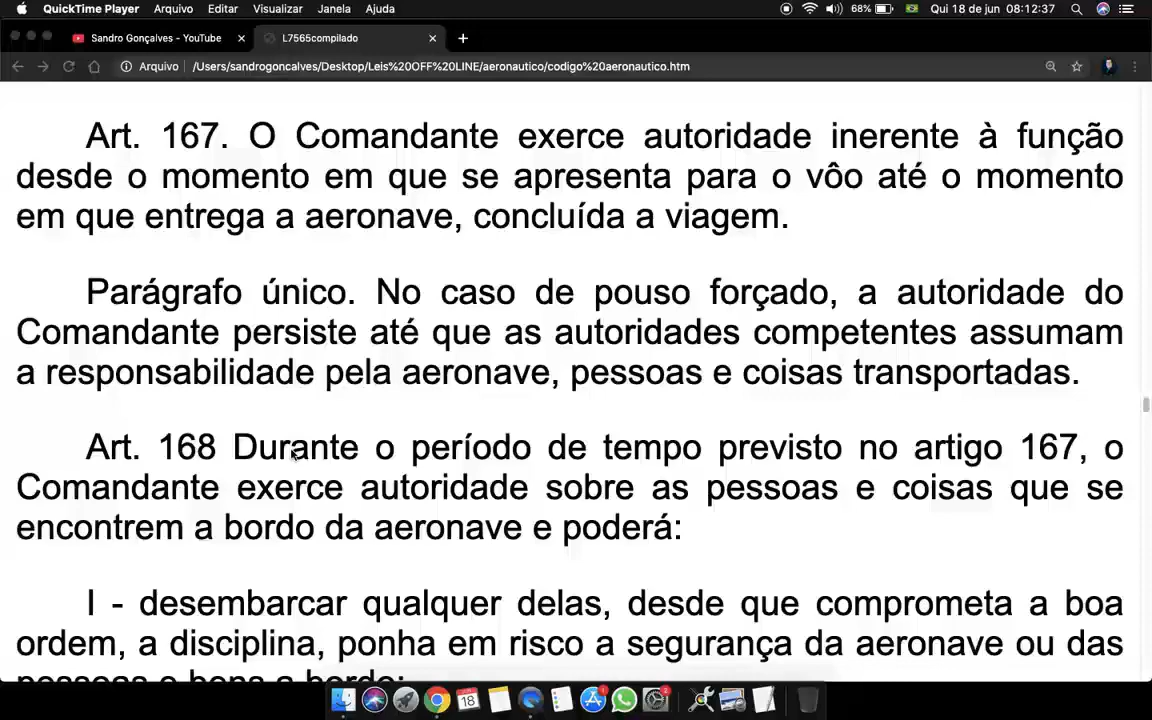 QuickTime Player Arquivo Editar Visualizar Janela Ajuda 68% Qui 18 de jun 08:12:37
Sandro Gonçalves - YouTube L7565compilado
Arquivo /Users/sandrogoncalves/Desktop/Leis%20OFF%20LINE/aeronautico/codigo%20aeronautico.htm
Art. 167. O Comandante exerce autoridade inerente à função
desde o momento em que se apresenta para o vôo até o momento
em que entrega a aeronave, concluída a viagem.
Parágrafo único. No caso de pouso forçado, a autoridade do
Comandante persiste até que as autoridades competentes assumam
a responsabilidade pela aeronave, pessoas e coisas transportadas.
Art. 168 Durante o período de tempo previsto no artigo 167, o
Comandante exerce autoridade sobre as pessoas e coisas que se
encontrem a bordo da aeronave e poderá:
I - desembarcar qualquer delas, desde que comprometa a boa
ordem, a disciplina, ponha em risco a segurança da aeronave ou das
pessoas e bens a bordo;
18